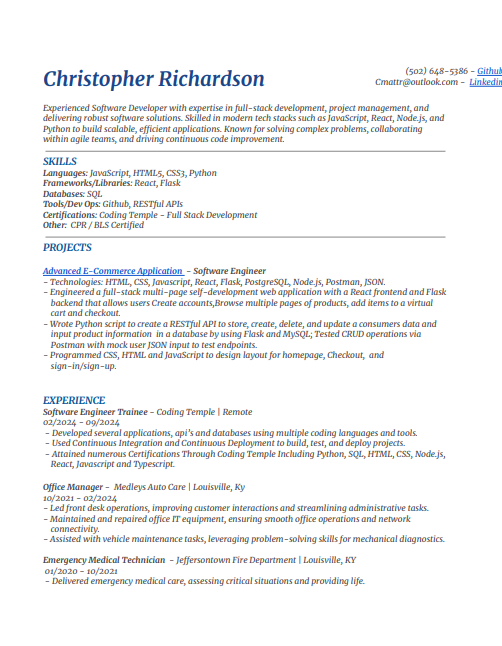 Christopher Richardson
(502) 648-5386 - Github
Cmattr@outlook.com - Linkedin
Experienced Software Developer with expertise in full-stack development, project management, and
delivering robust software solutions. Skilled in modern tech stacks such as JavaScript, React, Node.js, and
Python to build scalable, efficient applications. Known for solving complex problems, collaborating
within agile teams, and driving continuous code improvement.
SKILLS
Languages: JavaScript, HTML5, CSS3, Python
Frameworks/Libraries: React, Flask
Databases: SQL
Tools/Dev Ops: Github, RESTful APIs
Certifications: Coding Temple - Full Stack Development
Other: CPR / BLS Certified
PROJECTS
Advanced E-Commerce Application - Software Engineer
- Technologies: HTML, CSS, Javascript, React, Flask, PostgreSQL, Node.js, Postman, JSON.
- Engineered a full-stack multi-page self-development web application with a React frontend and Flask
backend that allows users Create accounts,Browse multiple pages of products, add items to a virtual
cart and checkout.
- Wrote Python script to create a RESTful API to store, create, delete, and update a consumers data and
input product information in a database by using Flask and MySQL; Tested CRUD operations via
Postman with mock user JSON input to test endpoints.
- Programmed CSS, HTML and JavaScript to design layout for homepage, Checkout, and
sign-in/sign-up.
EXPERIENCE
Software Engineer Trainee - Coding Temple | Remote
02/2024 - 09/2024
- Developed several applications, api's and databases using multiple coding languages and tools.
- Used Continuous Integration and Continuous Deployment to build, test, and deploy projects.
- Attained numerous Certifications Through Coding Temple Including Python, SQL, HTML, CSS, Node.js,
React, Javascript and Typescript.
Office Manager - Medleys Auto Care | Louisville, Ky
10/2021 - 02/2024
- Led front desk operations, improving customer interactions and streamlining administrative tasks.
- Maintained and repaired office IT equipment, ensuring smooth office operations and network
connectivity.
- Assisted with vehicle maintenance tasks, leveraging problem-solving skills for mechanical diagnostics.
Emergency Medical Technician - Jeffersontown Fire Department | Louisville, KY
01/2020 - 10/2021
- Delivered emergency medical care, assessing critical situations and providing life.